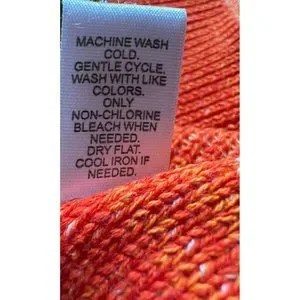 MACHINE WASH
COLD.
GENTLE CYCLE,
WASH WITH LIKE
COLORS.
ONLY
NON-CHLORINE
BLEACH WHEN
NEEDED.
DRY FLAT.
COOL IRON IF
NEEDED.